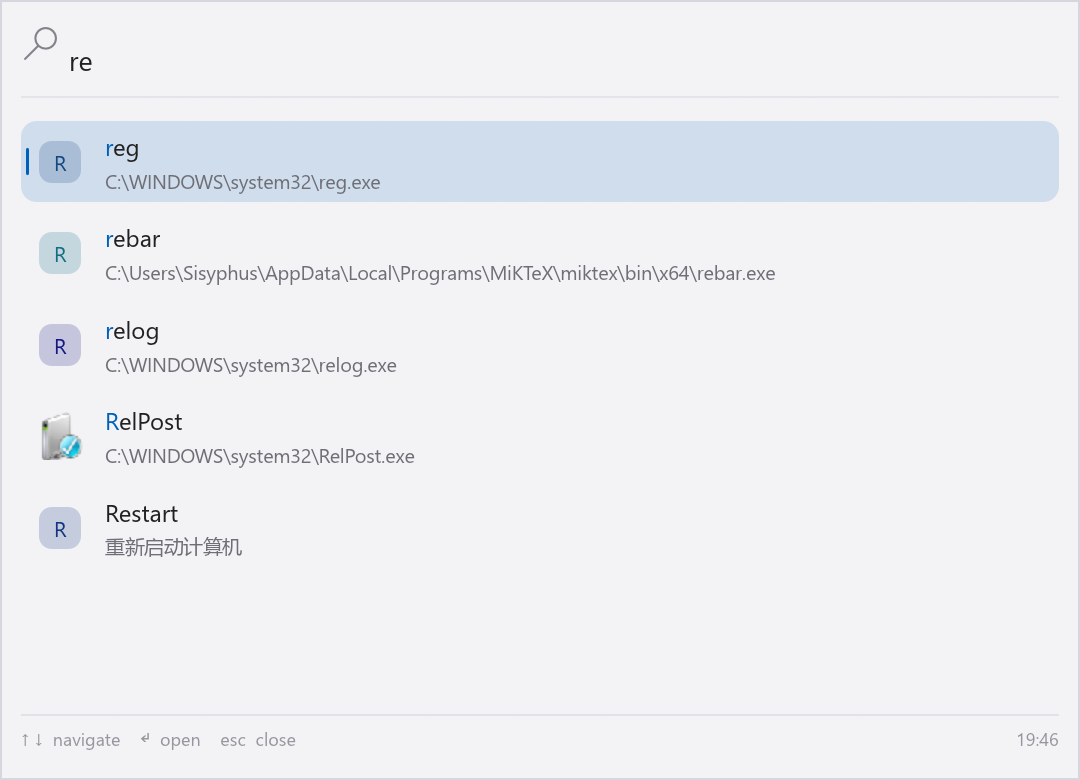 re
R
reg
C:\WINDOWS\system32\reg.exe
R
rebar
C:\Users\Sisyphus\AppData\Local\Programs\MiKTeX\miktex\bin\x64\rebar.exe
R
relog
C:\WINDOWS\system32\relog.exe
RelPost
C:\WINDOWS\system32\RelPost.exe
R
Restart
重新启动计算机
↑↓ navigate ↵ open esc close 19:46